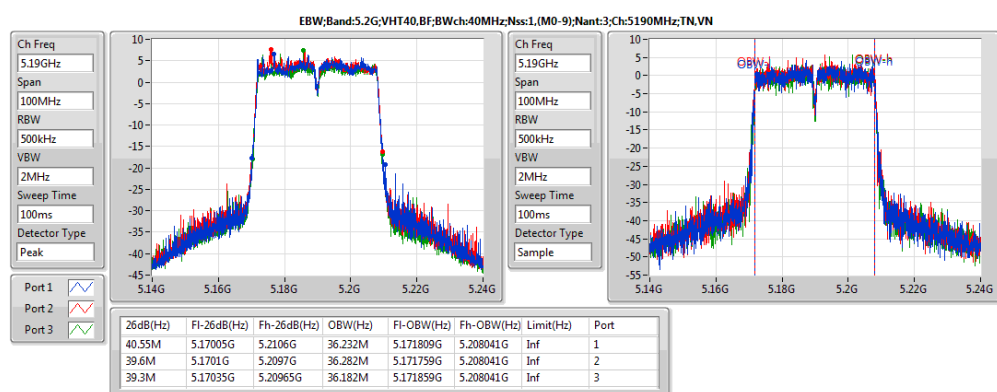 EBW;Band:5.2G;VHT40,BF;BWch:40MHz;Nss:1,(M0-9);Nant:3;Ch:5190MHz;TN,VN
Ch Freq
5.19GHz
Span
100MHz
RBW
500kHz
VBW
2MHz
Sweep Time
100ms
Detector Type
Peak
Port 1
Port 2
Port 3
10
5
0
-5
-10
-15
-20
-25
-30
-35
-40
-45
5.14G 5.16G 5.18G 5.2G 5.22G 5.24G
Ch Freq
5.19GHz
Span
100MHz
RBW
500kHz
VBW
2MHz
Sweep Time
100ms
Detector Type
Sample
10
5
0
-5
-10
-15
-20
-25
-30
-35
-40
-45
-50
-55
OBW-h
5.14G 5.16G 5.18G 5.2G 5.22G 5.24G
26dB(Hz) Fl-26dB(Hz) Fh-26dB(Hz) OBW(Hz) Fl-OBW(Hz) Fh-OBW(Hz) Limit(Hz) Port
40.55M 5.17005G 5.2106G 36.232M 5.171809G 5.208041G Inf 1
39.6M 5.1701G 5.2097G 36.282M 5.171759G 5.208041G Inf 2
39.3M 5.17035G 5.20965G 36.182M 5.171859G 5.208041G Inf 3